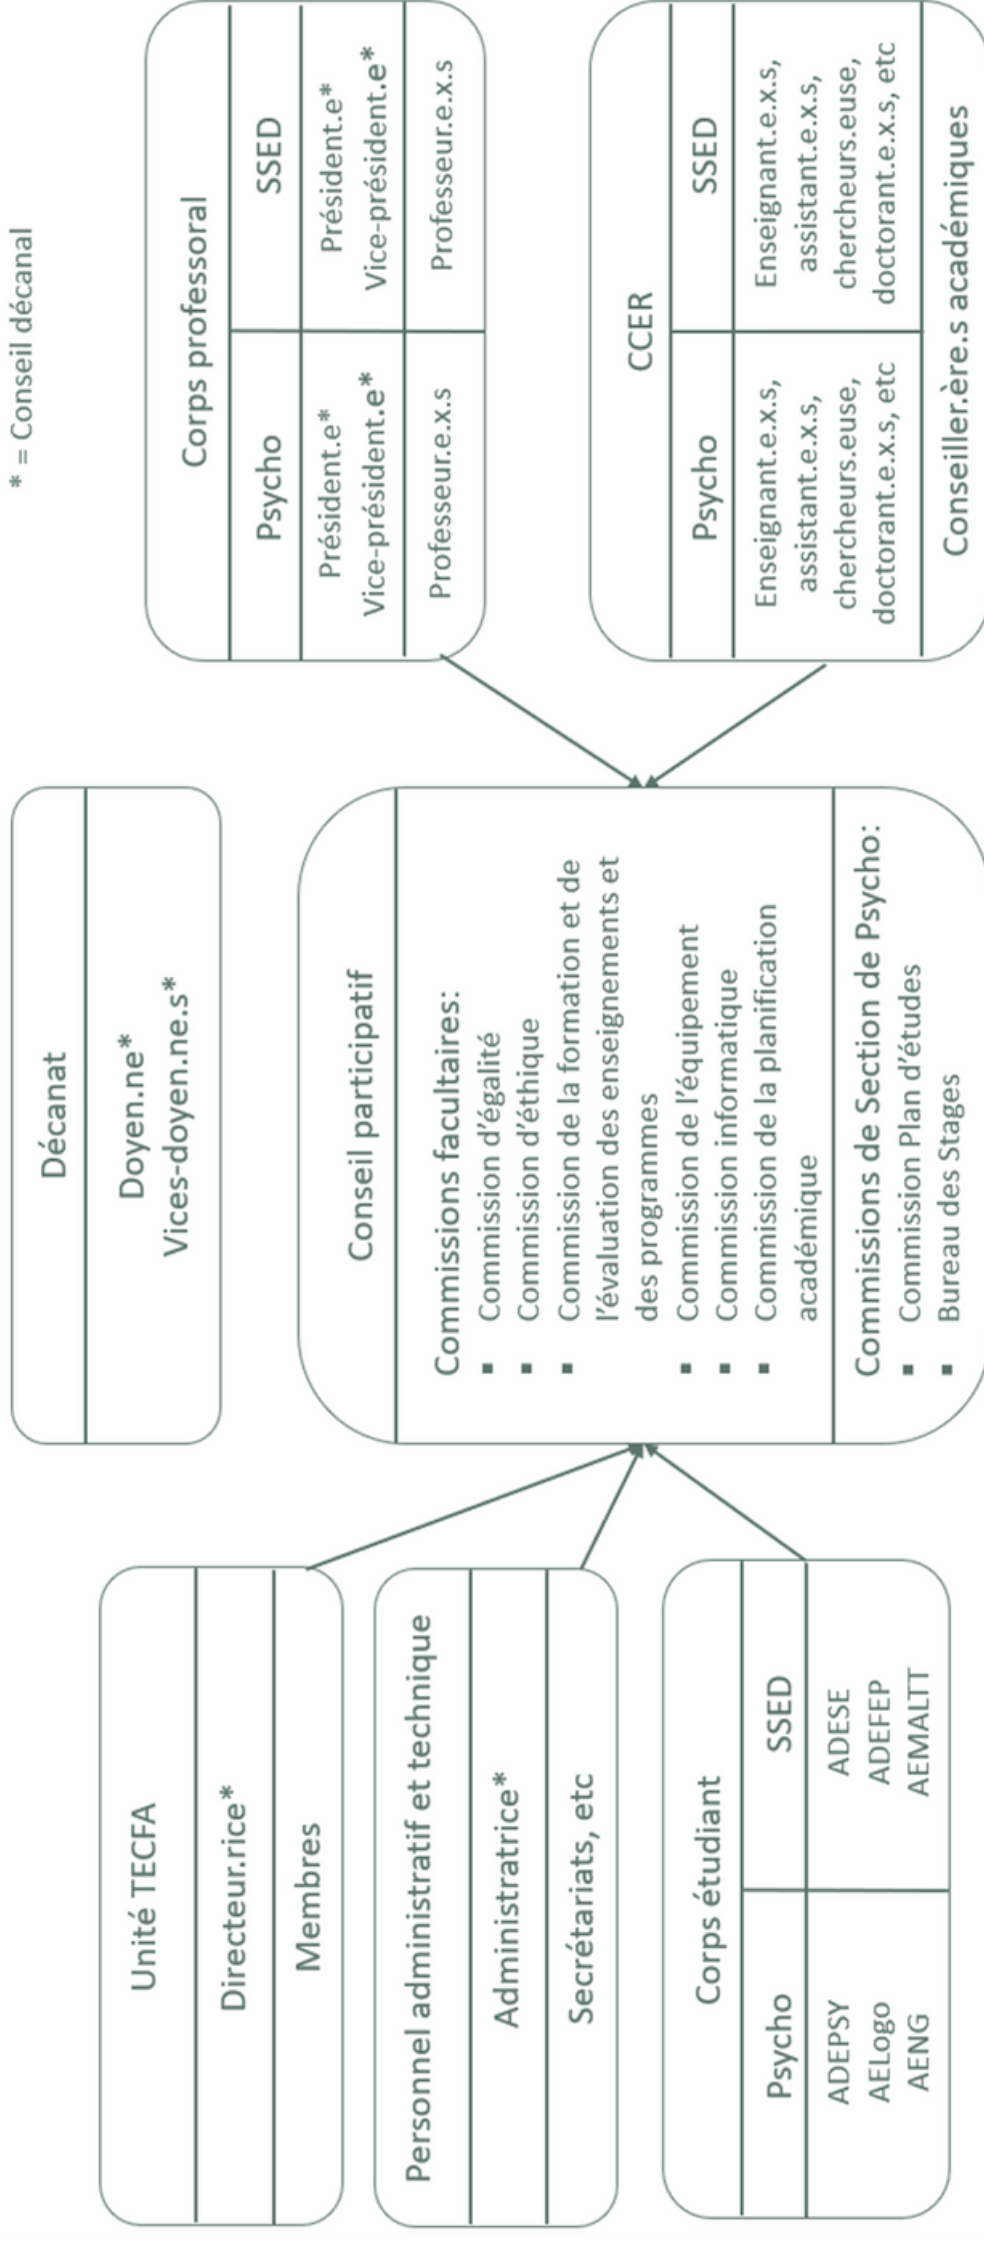 * = Conseil décanal
Décanat
Doyen.ne*
Vices-doyen.ne.s*
Unité TECFA
Directeur.rice*
Membres
Personnel administratif et technique
Administratrice*
Secrétariats, etc
Corps étudiant
Psycho
SSED
ADEPSY
AELogo
AENG
ADESE
ADEFEP
AEMALTT
Conseil participatif
Commissions facultaires:
▪ Commission d'égalité
▪ Commission d'éthique
▪ Commission de la formation et de
l'évaluation des enseignements et
des programmes
▪ Commission de l'équipement
▪ Commission informatique
▪ Commission de la planification
académique
Commissions de Section de Psycho:
▪ Commission Plan d'études
▪ Bureau des Stages
Corps professoral
Psycho
SSED
Président.e*
Vice-président.e*
Professeur.e.x.s
Président.e*
Vice-président.e*
Professeur.e.x.s
CCER
Psycho
SSED
Enseignant.e.x.s,
assistant.e.x.s,
chercheurs.euse,
doctorant.e.x.s, etc
Enseignant.e.x.s,
assistant.e.x.s,
chercheurs.euse,
doctorant.e.x.s, etc
Conseiller.ère.s académiques